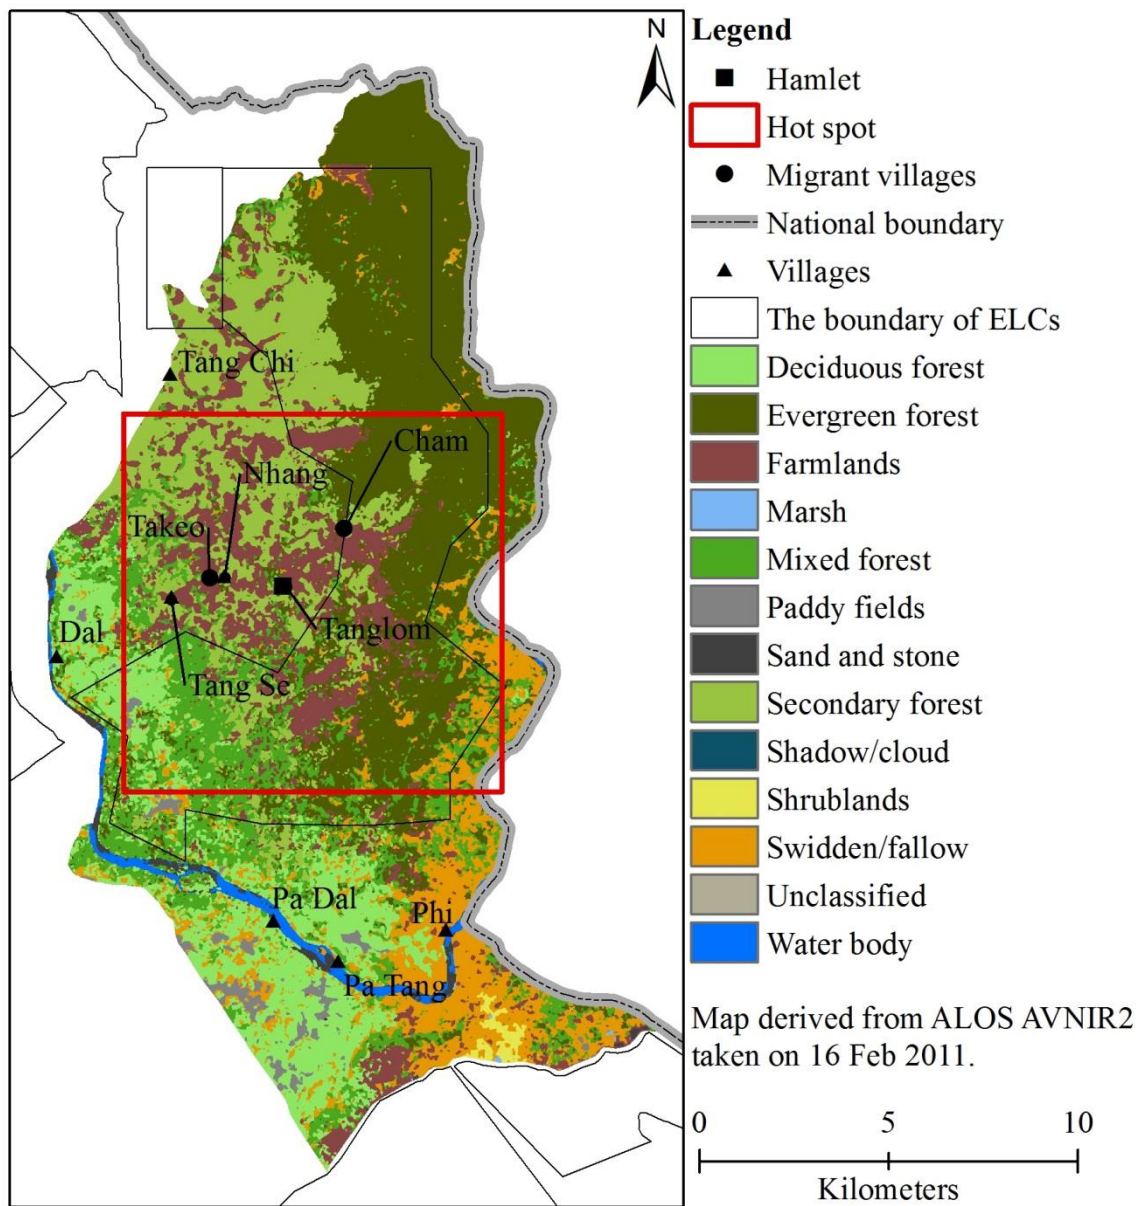 N
Tang Chi
Cham
Nhang
Takeo
Tanglom
Dal
Tang Se
Pa Dal
Phi
Pa Tang
Legend
Hamlet
Hot spot
Migrant villages
National boundary
Villages
The boundary of ELCs
Deciduous forest
Evergreen forest
Farmlands
Marsh
Mixed forest
Paddy fields
Sand and stone
Secondary forest
Shadow/cloud
Shrublands
Swidden/fallow
Unclassified
Water body
Map derived from ALOS AVNIR2
taken on 16 Feb 2011.
0 5 10
Kilometers